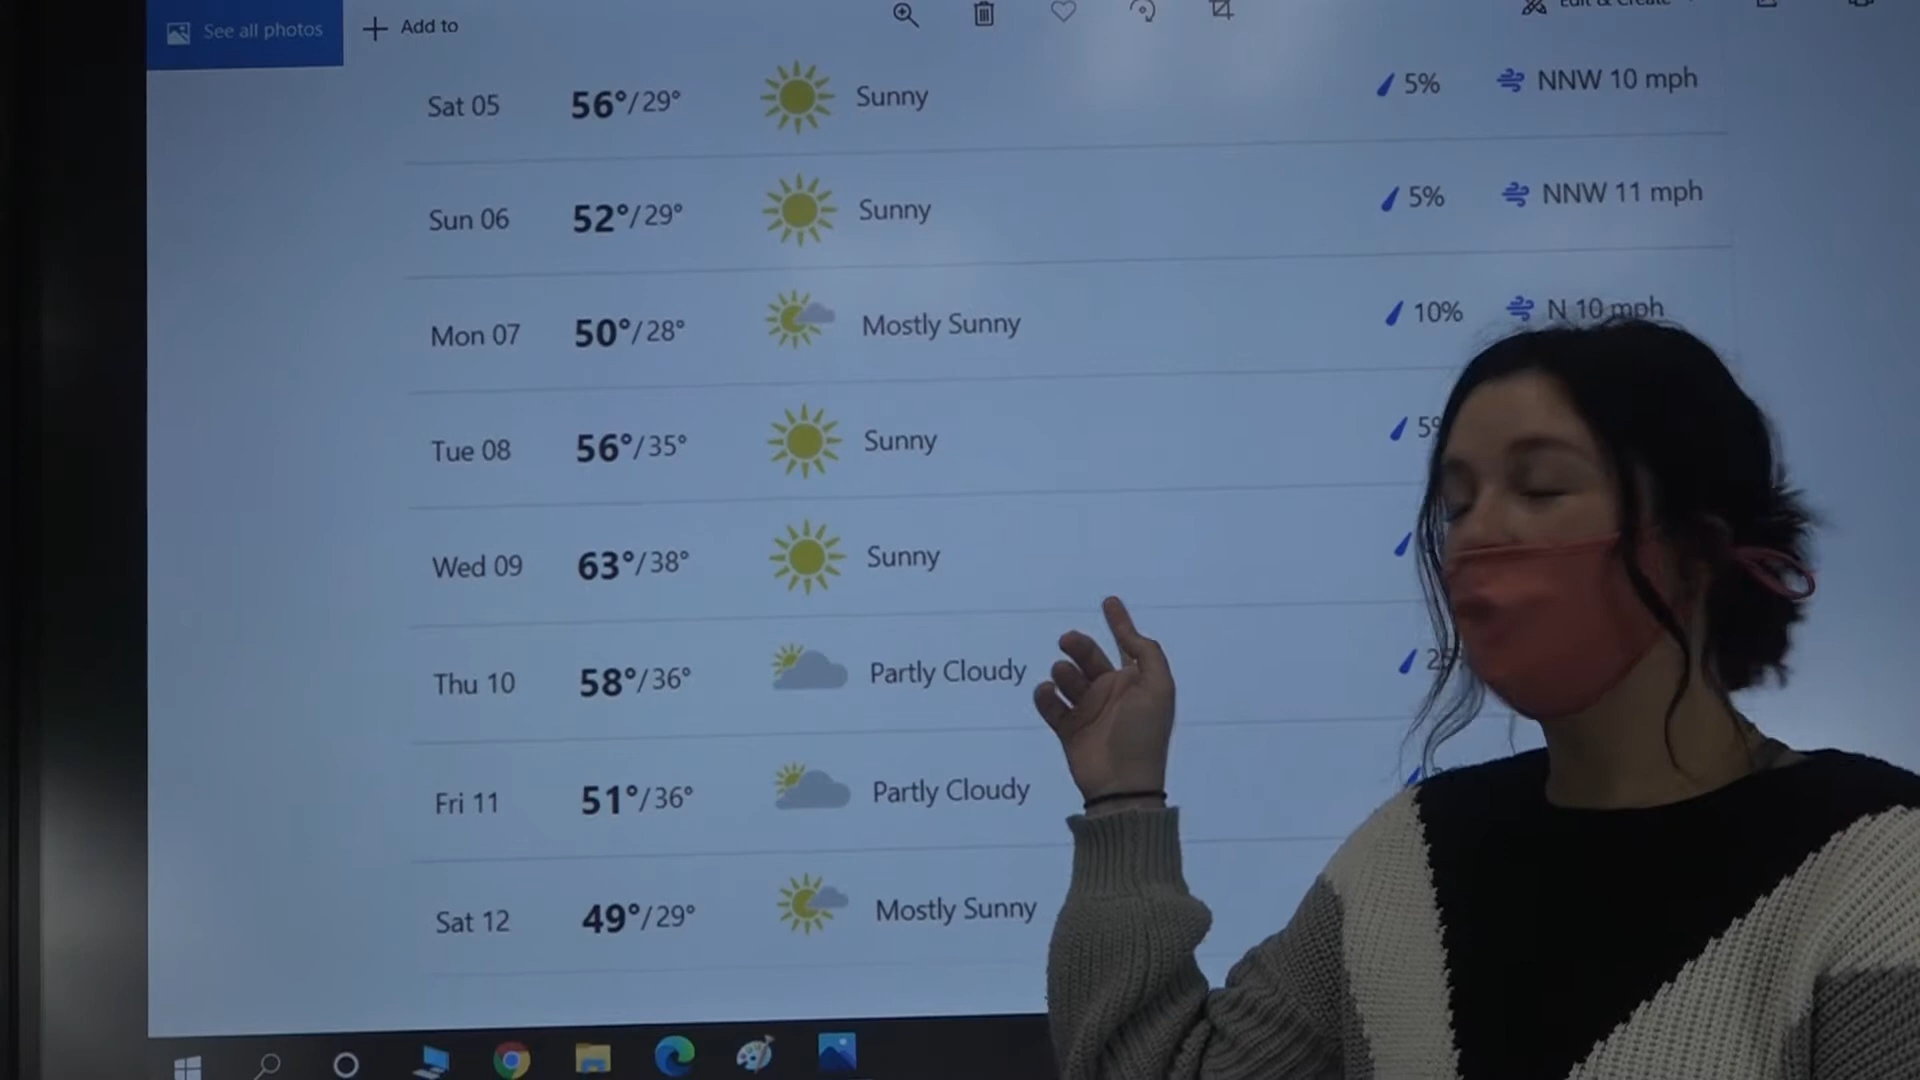 See all photos
Add to
Sat 05 56°/29° Sunny 5% NNW 10 mph
Sun 06 52°/29° Sunny 5% NNW 11 mph
Mon 07 50°/28° Mostly Sunny 10% N 10 mph
Tue 08 56°/35° Sunny
Wed 09 63°/38° Sunny
Thu 10 58°/36° Partly Cloudy
Fri 11 51°/36° Partly Cloudy
Sat 12 49°/29° Mostly Sunny